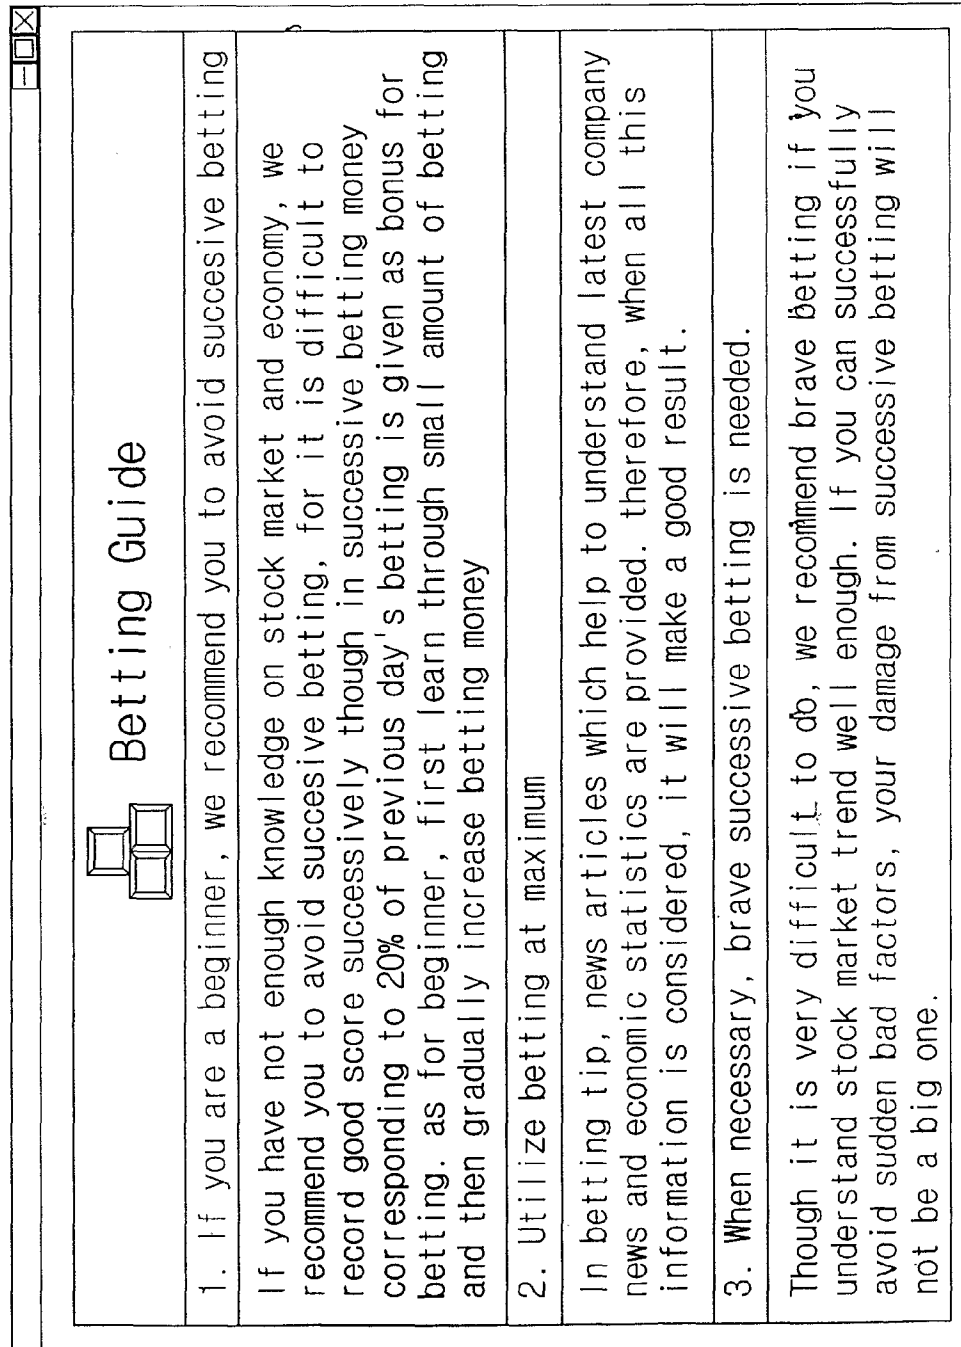 Betting Guide
1. If you are a beginner, we recommend you to avoid succesive betting
If you have not enough knowledge on stock market and economy, we
recommend you to avoid succesive betting, for it is difficult to
record good score successively though in successive betting money
corresponding to 20% of previous day's betting is given as bonus for
betting. as for beginner, first learn through small amount of betting
and then gradually increase betting money
2. Utilize betting at maximum
In betting tip, news articles which help to understand latest company
news and economic statistics are provided. therefore, when all this
information is considered, it will make a good result.
3. When necessary, brave successive betting is needed.
Though it is very difficult to do, we recommend brave betting if you
understand stock market trend well enough. If you can successfully
avoid sudden bad factors, your damage from successive betting will
not be a big one.